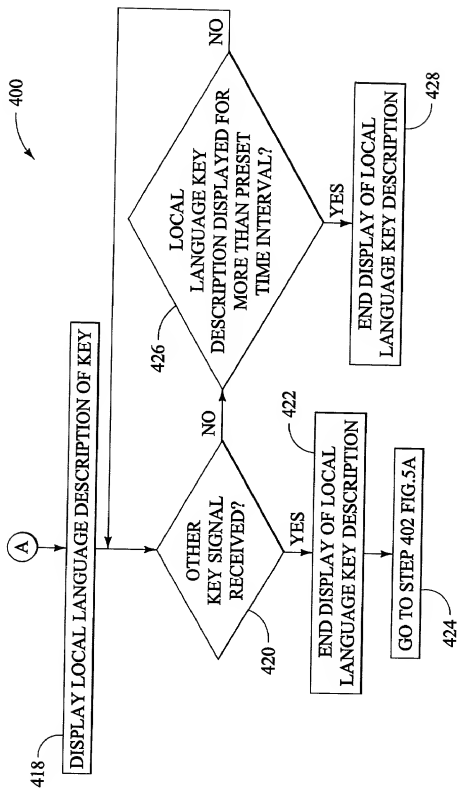 400
A
418
DISPLAY LOCAL LANGUAGE DESCRIPTION OF KEY
OTHER
KEY SIGNAL
RECEIVED?
420
NO
YES
422
END DISPLAY OF LOCAL
LANGUAGE KEY DESCRIPTION
GO TO STEP 402 FIG.5A
424
426
LOCAL
LANGUAGE KEY
DESCRIPTION DISPLAYED FOR
MORE THAN PRESET
TIME INTERVAL?
NO
YES
END DISPLAY OF LOCAL
LANGUAGE KEY DESCRIPTION
428